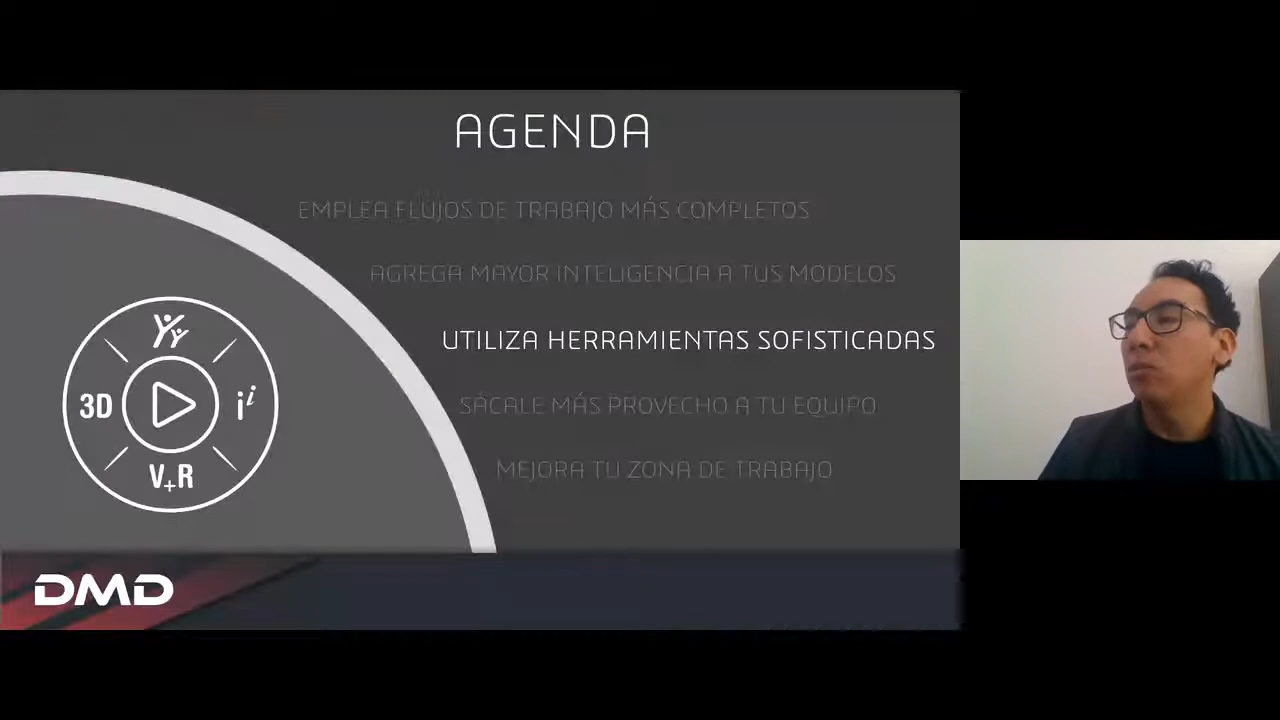 AGENDA
EMPLEA FLUJOS DE TRABAJO MÁS COMPLETOS
AGREGA MAYOR INTELIGENCIA A TUS MODELOS
UTILIZA HERRAMIENTAS SOFISTICADAS
SÁCALE MÁS PROVECHO A TU EQUIPO
MEJORA TU ZONA DE TRABAJO
3D
i i
V+R
DMD